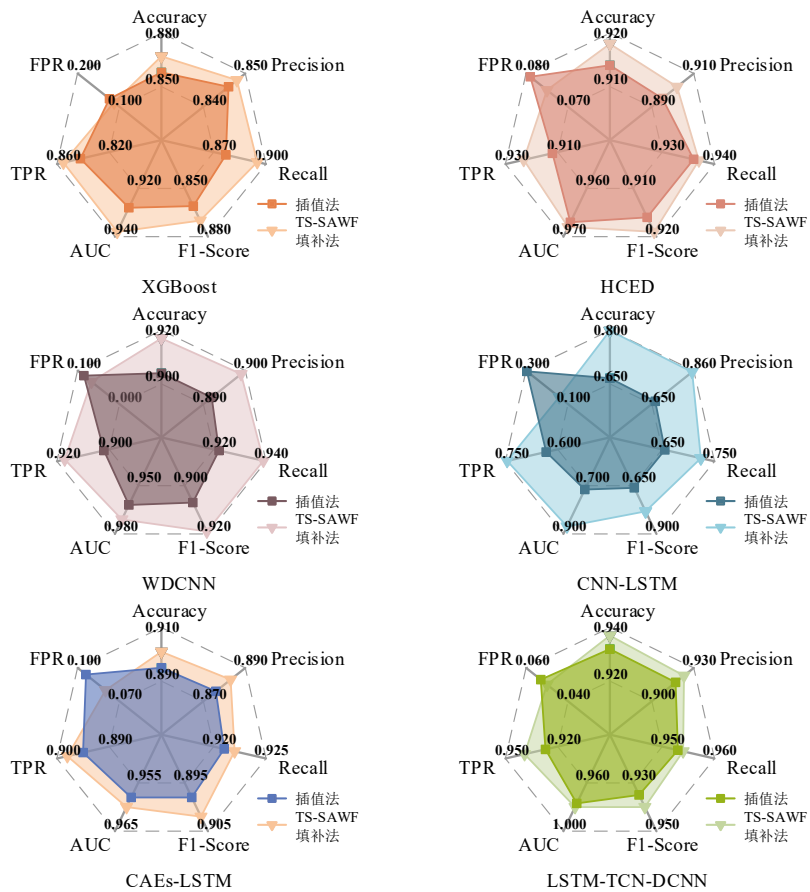 Accuracy
0.880
FPR 0.200
0.850
Precision
0.850
0.100
0.840
0.820
0.870
TPR
0.860
0.900
Recall
0.920
0.850
插值法
TS-SAWF
填补法
0.940
0.880
AUC
F1-Score
XGBoost
Accuracy
0.920
FPR 0.080
0.910
Precision
0.910
0.070
0.890
0.910
0.930
TPR
0.930
0.940
Recall
0.960
0.910
插值法
TS-SAWF
填补法
0.970
0.920
AUC
F1-Score
HCED
Accuracy
0.920
FPR 0.100
0.900
Precision
0.900
0.000
0.890
0.900
0.920
TPR
0.920
0.940
Recall
0.950
0.900
插值法
TS-SAWF
填补法
0.980
0.920
AUC
F1-Score
WDCNN
Accuracy
0.800
FPR 0.300
0.860
Precision
0.650
0.100
0.650
0.600
0.650
TPR
0.750
0.750
Recall
0.700
0.650
插值法
TS-SAWF
填补法
0.900
0.900
AUC
F1-Score
CNN-LSTM
Accuracy
0.910
FPR 0.100
0.890
Precision
0.890
0.070
0.870
0.890
0.920
TPR
0.900
0.925
Recall
0.955
0.895
插值法
TS-SAWF
填补法
0.965
0.905
AUC
F1-Score
CAEs-LSTM
Accuracy
0.940
FPR 0.060
0.930
Precision
0.920
0.040
0.900
0.920
0.950
TPR
0.950
0.960
Recall
0.960
0.930
插值法
TS-SAWF
填补法
1.000
0.950
AUC
F1-Score
LSTM-TCN-DCNN